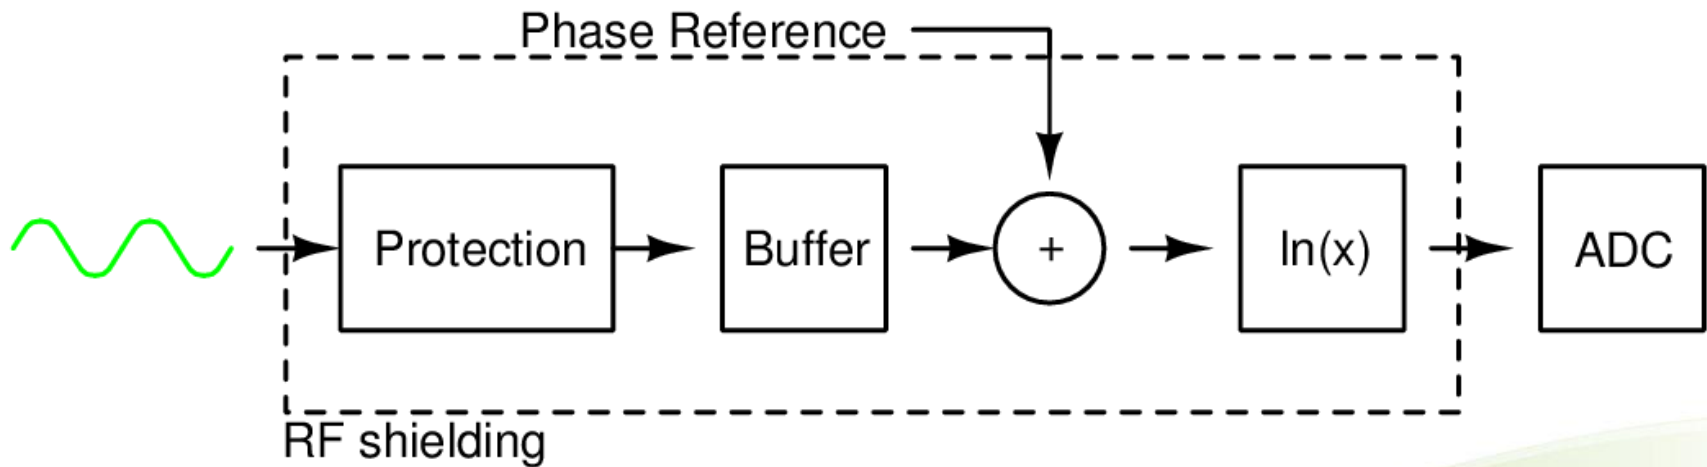 Phase Reference
Protection
Buffer
+
ln(x)
ADC
RF shielding